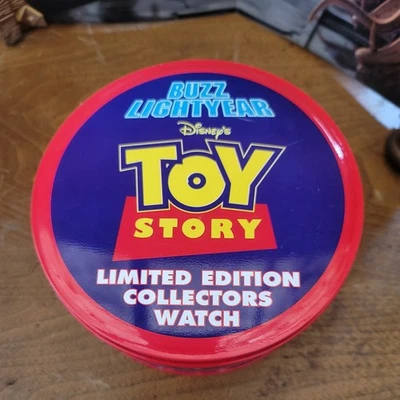 BUZZ
LIGHTYEAR
Disney's
TOY
STORY
LIMITED EDITION
COLLECTORS
WATCH